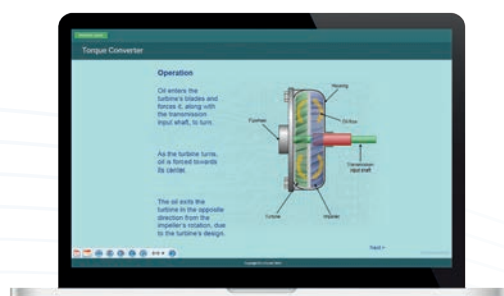 Torque Converter
Operation
Oil enters the
turbine's blades and
forces it, along with
the transmission
input shaft, to turn.
As the turbine turns,
oil is forced towards
its center.
The oil exits the
turbine in the opposite
direction from the
impeller's rotation, due
to the turbine's design.
Housing
Oil flow
Flywheel
Transmission
input shaft
Turbine
Impeller
Next >